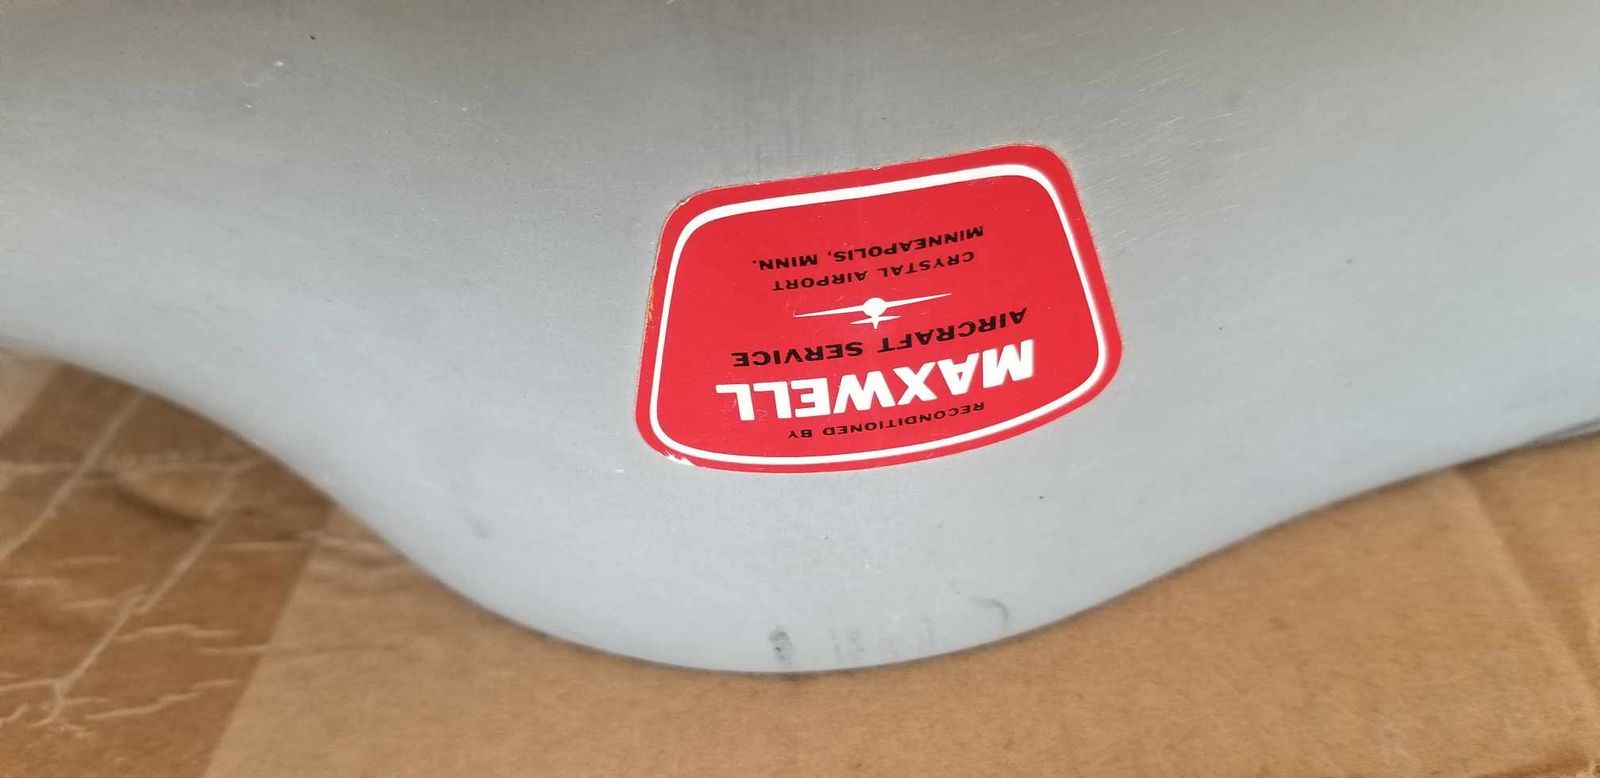 RECONDITIONED BY
MAXWELL
AIRCRAFT SERVICE
CRYSTAL AIRPORT
MINNEAPOLIS, MINN.